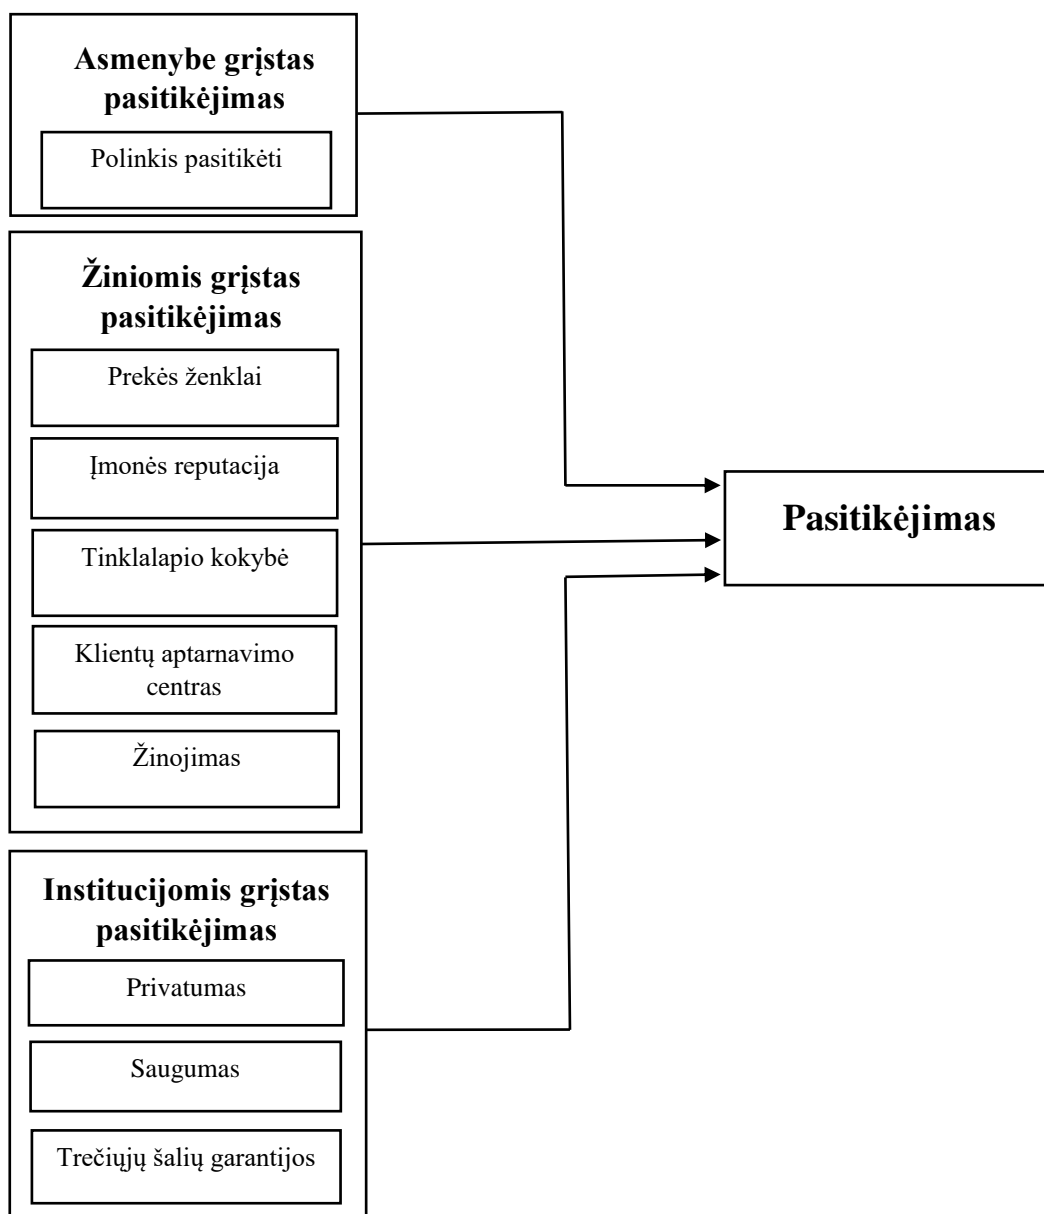 Asmenybe grįstas
pasitikėjimas
Polinkis pasitikėti
Žiniomis grįstas
pasitikėjimas
Prekės ženklai
Įmonės reputacija
Tinklalapio kokybė
Klientų aptarnavimo
centras
Žinojimas
Institucijomis grįstas
pasitikėjimas
Privatumas
Saugumas
Trečiųjų šalių garantijos
Pasitikėjimas